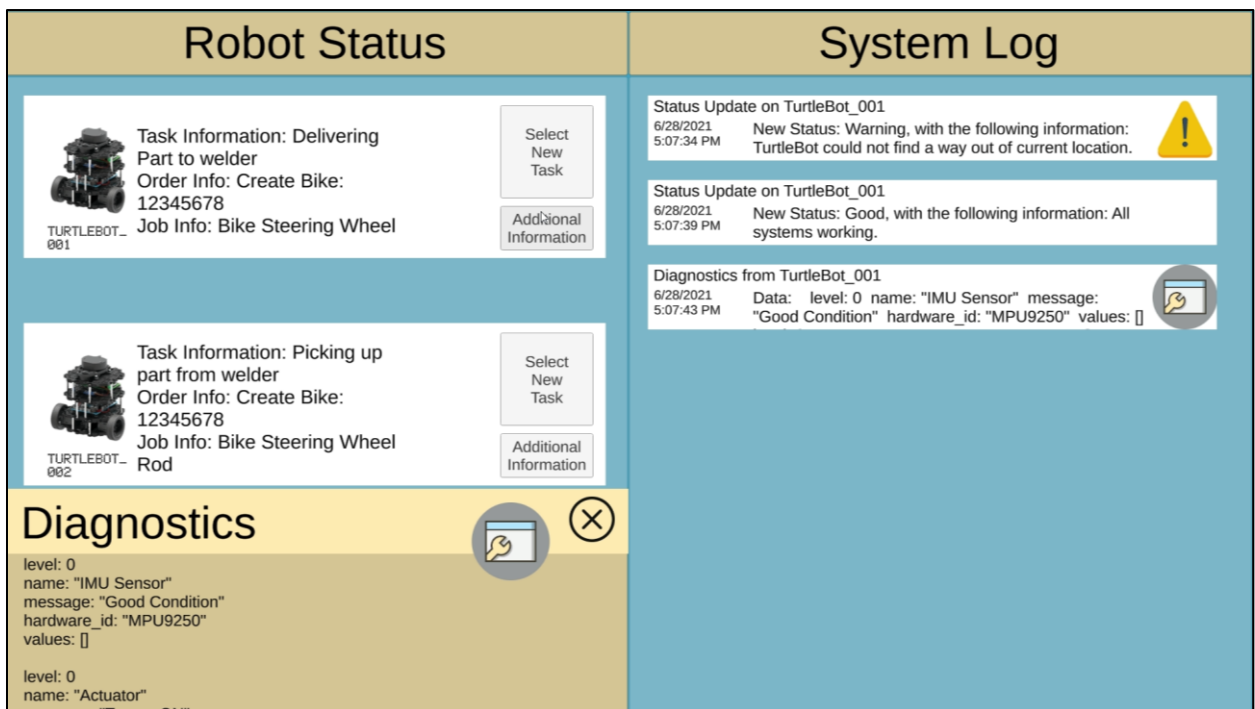 Robot Status
Task Information: Delivering
Part to welder
Order Info: Create Bike:
12345678
Job Info: Bike Steering Wheel
TURTLEBOT_
001
Select
New
Task
Additional
Information
Task Information: Picking up
part from welder
Order Info: Create Bike:
12345678
Job Info: Bike Steering Wheel
Rod
TURTLEBOT_
002
Select
New
Task
Additional
Information
Diagnostics
level: 0
name: "IMU Sensor"
message: "Good Condition"
hardware_id: "MPU9250"
values: []
level: 0
name: "Actuator"
System Log
Status Update on TurtleBot_001
6/28/2021
5:07:34 PM
New Status: Warning, with the following information:
TurtleBot could not find a way out of current location.
Status Update on TurtleBot_001
6/28/2021
5:07:39 PM
New Status: Good, with the following information: All
systems working.
Diagnostics from TurtleBot_001
6/28/2021
5:07:43 PM
Data: level: 0 name: "IMU Sensor" message:
"Good Condition" hardware_id: "MPU9250" values: []